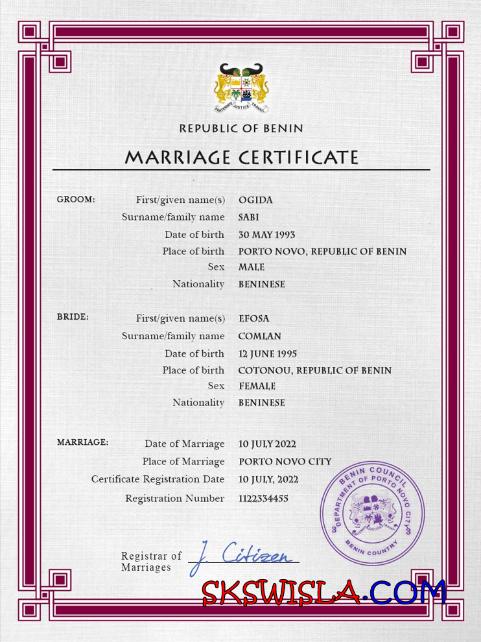 REPUBLIC OF BENIN
MARRIAGE CERTIFICATE
GROOM: First/given name(s) OGIDA
Surname/family name SABI
Date of birth 30 MAY 1993
Place of birth PORTO NOVO, REPUBLIC OF BENIN
Sex MALE
Nationality BENINESE
BRIDE: First/given name(s) EFOSA
Surname/family name COMLAN
Date of birth 12 JUNE 1995
Place of birth COTONOU, REPUBLIC OF BENIN
Sex FEMALE
Nationality BENINESE
MARRIAGE: Date of Marriage 10 JULY 2022
Place of Marriage PORTO NOVO CITY
Certificate Registration Date 10 JULY, 2022
Registration Number 1122334455
BENIN COUNCIL
DEPARTMENT OF PORTO NOVO CITY
BENIN COUNTRY
Registrar of Marriages J. Citizen
SKSWISLA.COM